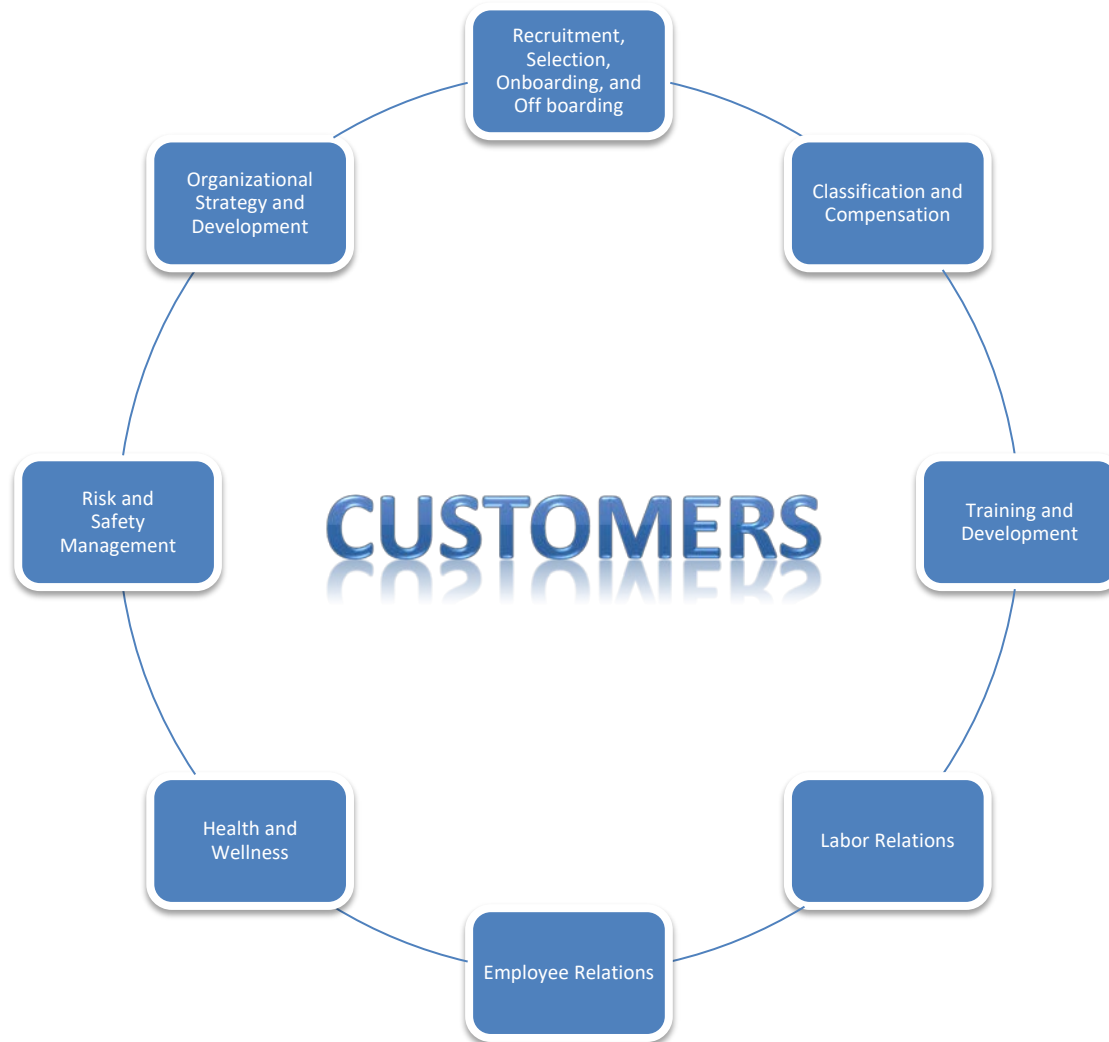 Recruitment,
Selection,
Onboarding, and
Off boarding
Organizational
Strategy and
Development
Classification and
Compensation
Risk and
Safety
Management
CUSTOMERS
Training and
Development
Health and
Wellness
Labor Relations
Employee Relations